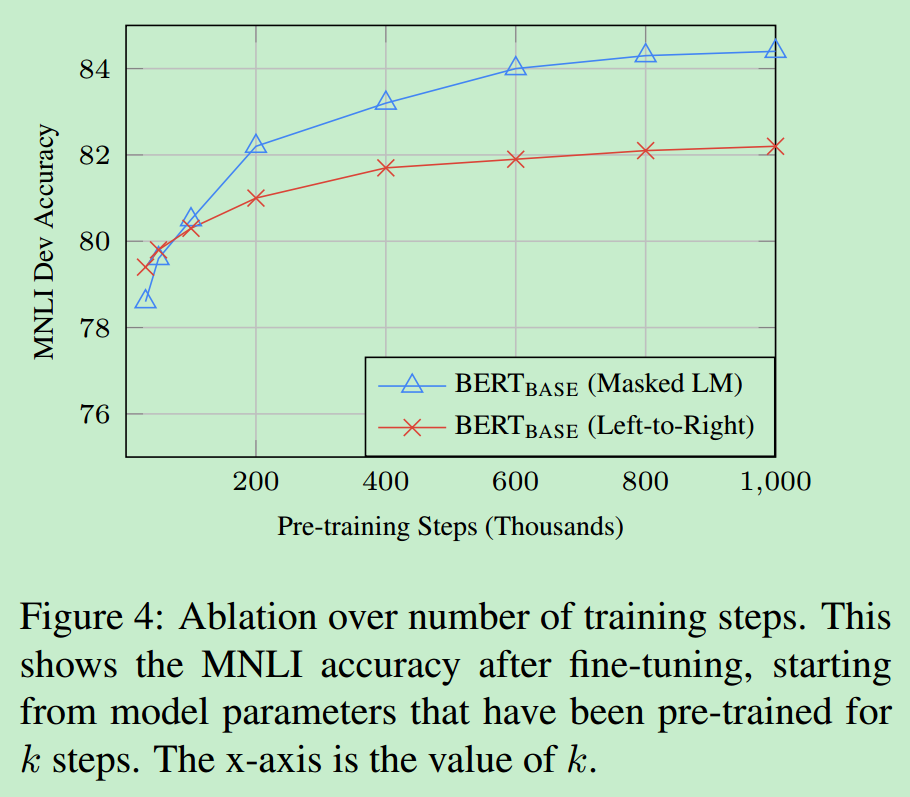 84
82
80
78
76
MNLI Dev Accuracy
BERTBASE (Masked LM)
BERTBASE (Left-to-Right)
200 400 600 800 1,000
Pre-training Steps (Thousands)
Figure 4: Ablation over number of training steps. This
shows the MNLI accuracy after fine-tuning, starting
from model parameters that have been pre-trained for
k steps. The x-axis is the value of k.